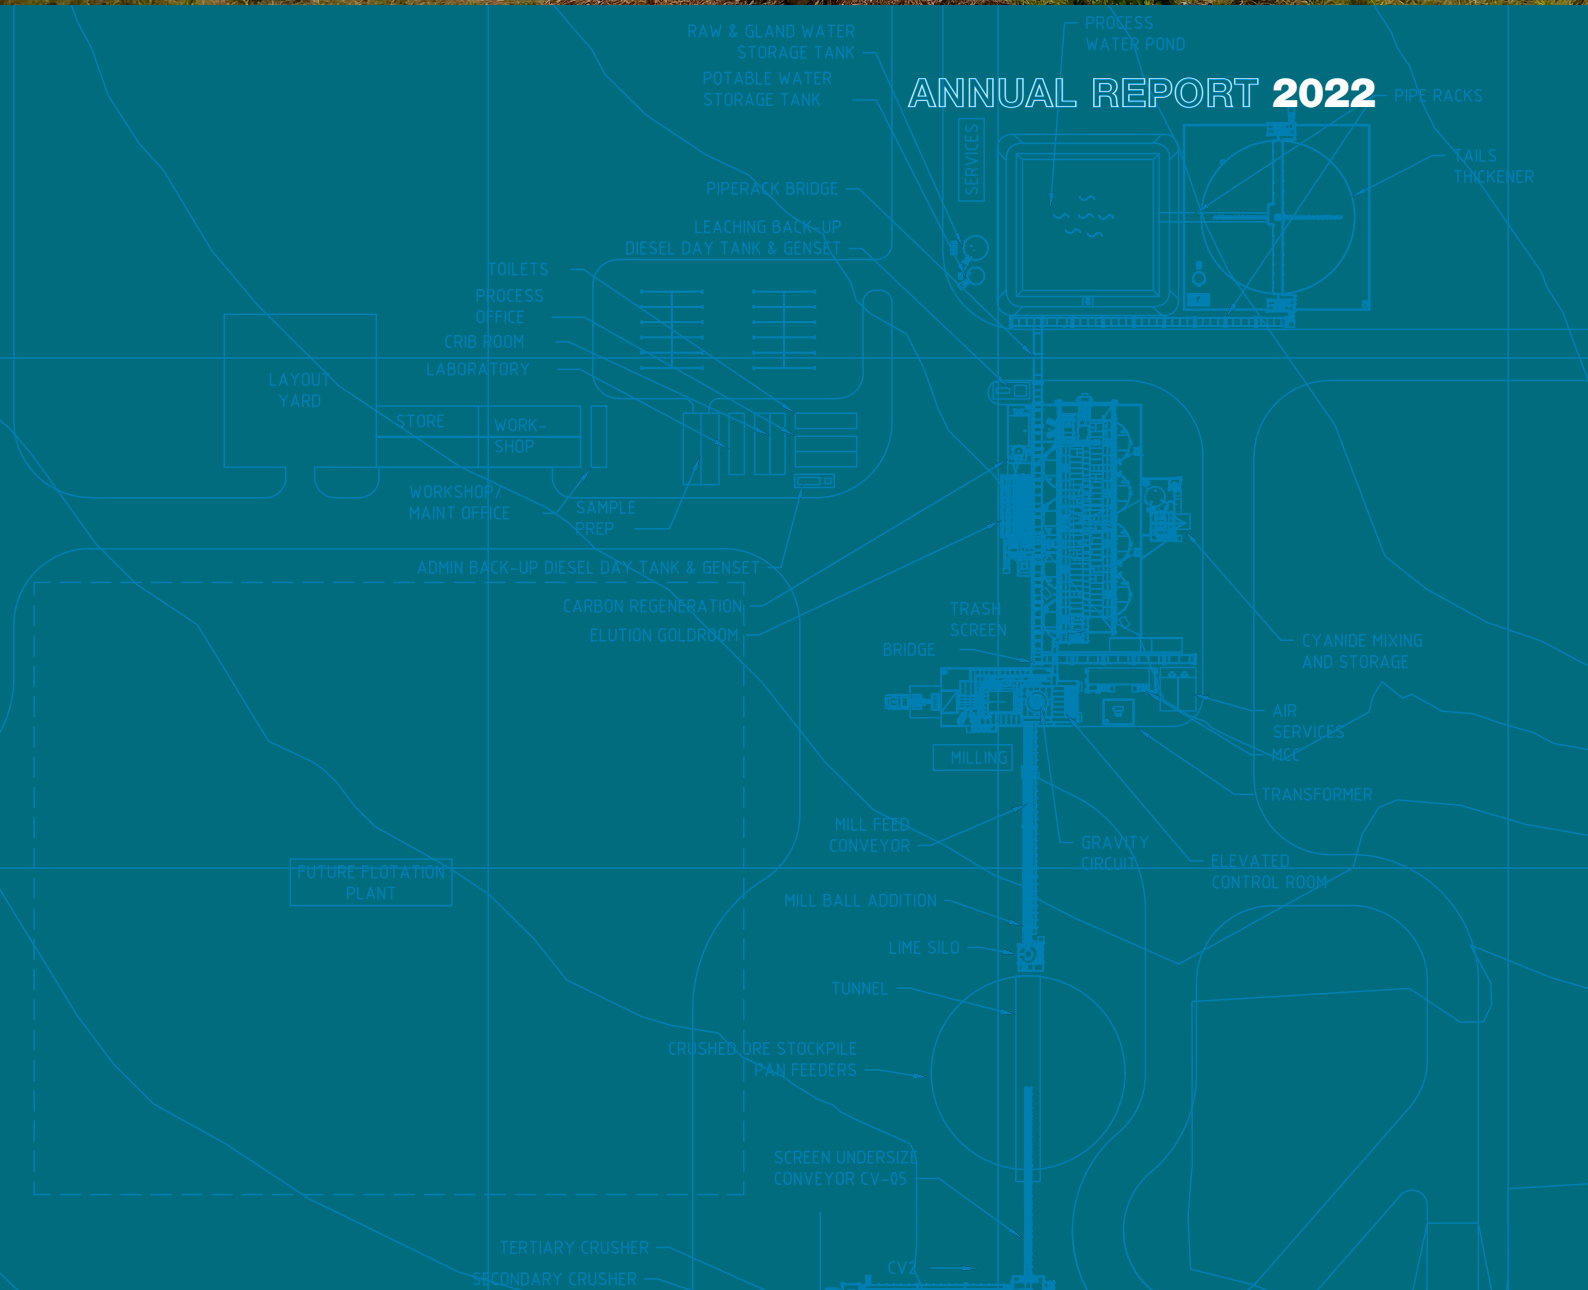 RAW & GLAND WATER
STORAGE TANK
POTABLE WATER
STORAGE TANK
PROCESS
WATER POND
ANNUAL REPORT 2022
PIPE RACKS
SERVICES
TAILS
THICKENER
PIPERACK BRIDGE
LEACHING BACK-UP
DIESEL DAY TANK & GENSET
TOILETS
PROCESS
OFFICE
CRIB ROOM
LABORATORY
LAYOUT
YARD
STORE
WORK-
SHOP
WORKSHOP/
MAINT OFFICE
SAMPLE
PREP
ADMIN BACK-UP DIESEL DAY TANK & GENSET
CARBON REGENERATION
ELUTION GOLDROOM
TRASH
SCREEN
BRIDGE
CYANIDE MIXING
AND STORAGE
AIR
SERVICES
MCC
MILLING
TRANSFORMER
MILL FEED
CONVEYOR
GRAVITY
CIRCUIT
ELEVATED
CONTROL ROOM
FUTURE FLOTATION
PLANT
MILL BALL ADDITION
LIME SILO
TUNNEL
CRUSHED ORE STOCKPILE
PAN FEEDERS
SCREEN UNDERSIZE
CONVEYOR CV-05
TERTIARY CRUSHER
CV2
SECONDARY CRUSHER